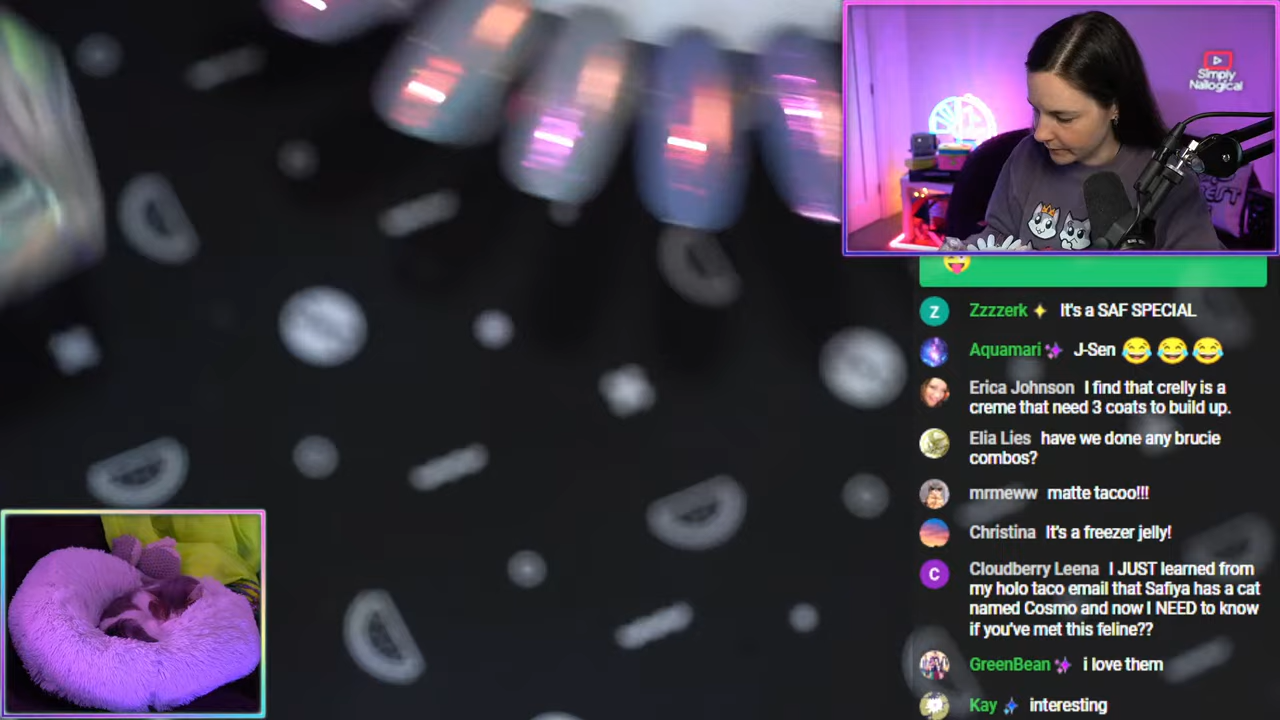 Simply
Nailogical
Z Zzzzerk It's a SAF SPECIAL
Aquamari J-Sen
Erica Johnson I find that crelly is a
creme that need 3 coats to build up.
Elia Lies have we done any brucie
combos?
mrmeww matte tacoo!!!
Christina It's a freezer jelly!
C Cloudberry Leena I JUST learned from
my holo taco email that Safiya has a cat
named Cosmo and now I NEED to know
if you've met this feline??
GreenBean i love them
Kay interesting